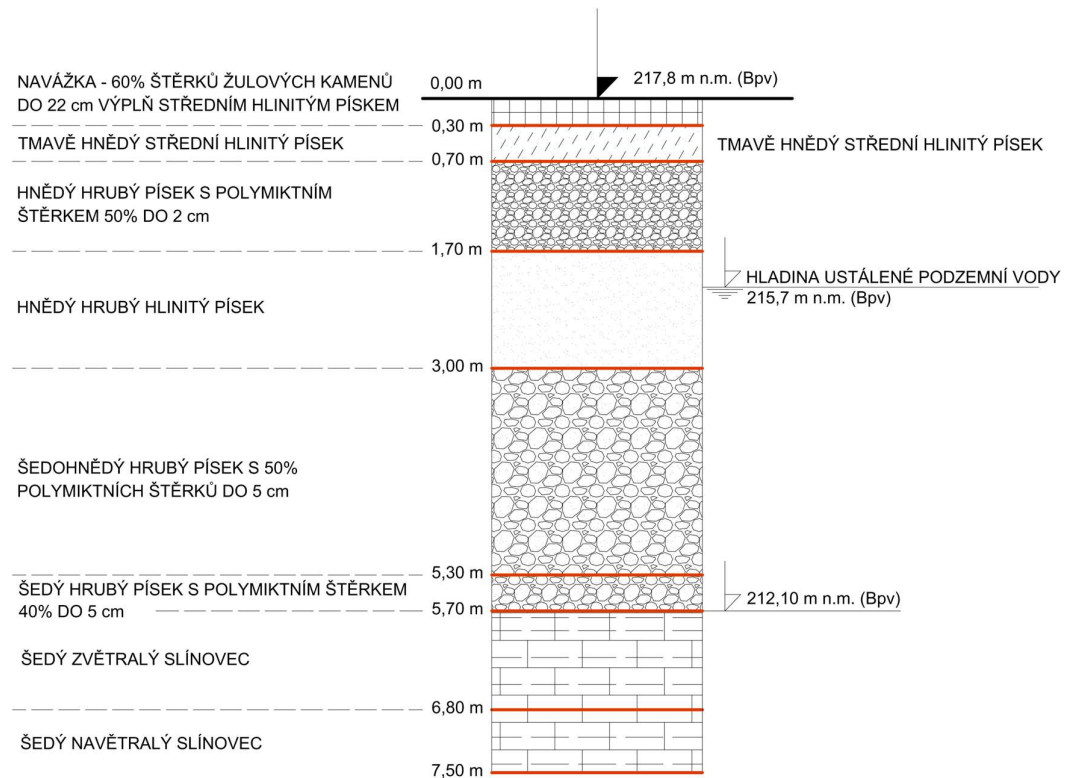 217,8 m n.m. (Bpv)
NAVÁŽKA - 60% ŠTĚRKŮ ŽULOVÝCH KAMENŮ
DO 22 cm VÝPLŇ STŘEDNÍM HLINITÝM PÍSKEM
0,00 m
0,30 m
TMAVĚ HNĚDÝ STŘEDNÍ HLINITÝ PÍSEK
TMAVĚ HNĚDÝ STŘEDNÍ HLINITÝ PÍSEK
0,70 m
HNĚDÝ HRUBÝ PÍSEK S POLYMIKTNÍM
ŠTĚRKEM 50% DO 2 cm
1,70 m
HLADINA USTÁLENÉ PODZEMNÍ VODY
215,7 m n.m. (Bpv)
HNĚDÝ HRUBÝ HLINITÝ PÍSEK
3,00 m
ŠEDOHNĚDÝ HRUBÝ PÍSEK S 50%
POLYMIKTNÍCH ŠTĚRKŮ DO 5 cm
5,30 m
ŠEDÝ HRUBÝ PÍSEK S POLYMIKTNÍM ŠTĚRKEM
40% DO 5 cm
5,70 m
212,10 m n.m. (Bpv)
ŠEDÝ ZVĚTRALÝ SLÍNOVEC
6,80 m
ŠEDÝ NAVĚTRALÝ SLÍNOVEC
7,50 m